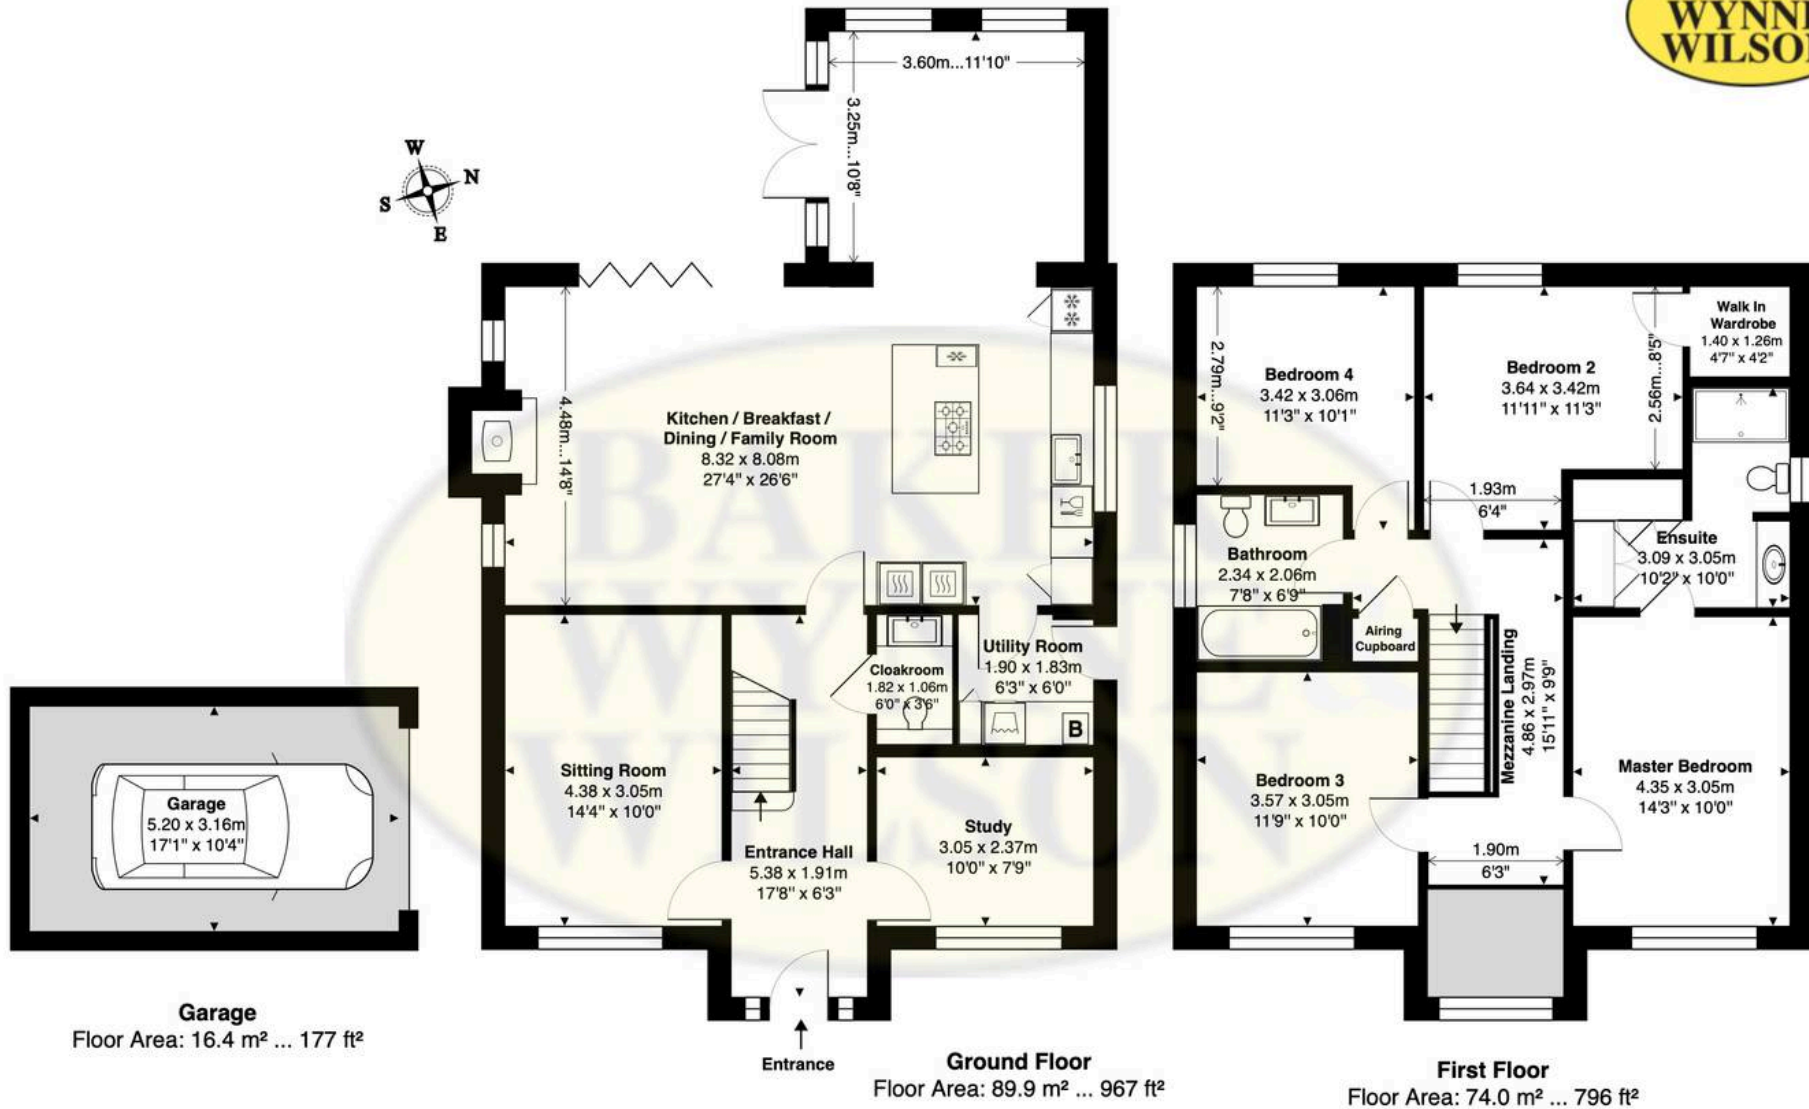 WYNNE
WILSON
W
N
S
E
3.60m...11'10"
3.25m...10'8"
4.48m...14'8"
Kitchen / Breakfast /
Dining / Family Room
8.32 x 8.08m
27'4" x 26'6"
Cloakroom
1.82 x 1.06m
6'0" x 3'6"
Utility Room
1.90 x 1.83m
6'3" x 6'0"
B
Sitting Room
4.38 x 3.05m
14'4" x 10'0"
Entrance Hall
5.38 x 1.91m
17'8" x 6'3"
Study
3.05 x 2.37m
10'0" x 7'9"
Entrance
Ground Floor
Floor Area: 89.9 m² ... 967 ft²
Garage
5.20 x 3.16m
17'1" x 10'4"
Garage
Floor Area: 16.4 m² ... 177 ft²
2.79m...9'2"
Bedroom 4
3.42 x 3.06m
11'3" x 10'1"
Bedroom 2
3.64 x 3.42m
11'11" x 11'3"
2.56m...8'5"
Walk In
Wardrobe
1.40 x 1.26m
4'7" x 4'2"
1.93m
6'4"
Bathroom
2.34 x 2.06m
7'8" x 6'9"
Ensuite
3.09 x 3.05m
10'2" x 10'0"
Airing
Cupboard
Mezzanine Landing
4.86 x 2.97m
15'11" x 9'9"
Bedroom 3
3.57 x 3.05m
11'9" x 10'0"
Master Bedroom
4.35 x 3.05m
14'3" x 10'0"
1.90m
6'3"
First Floor
Floor Area: 74.0 m² ... 796 ft²
BAKER
WYNNE
&
WILSON